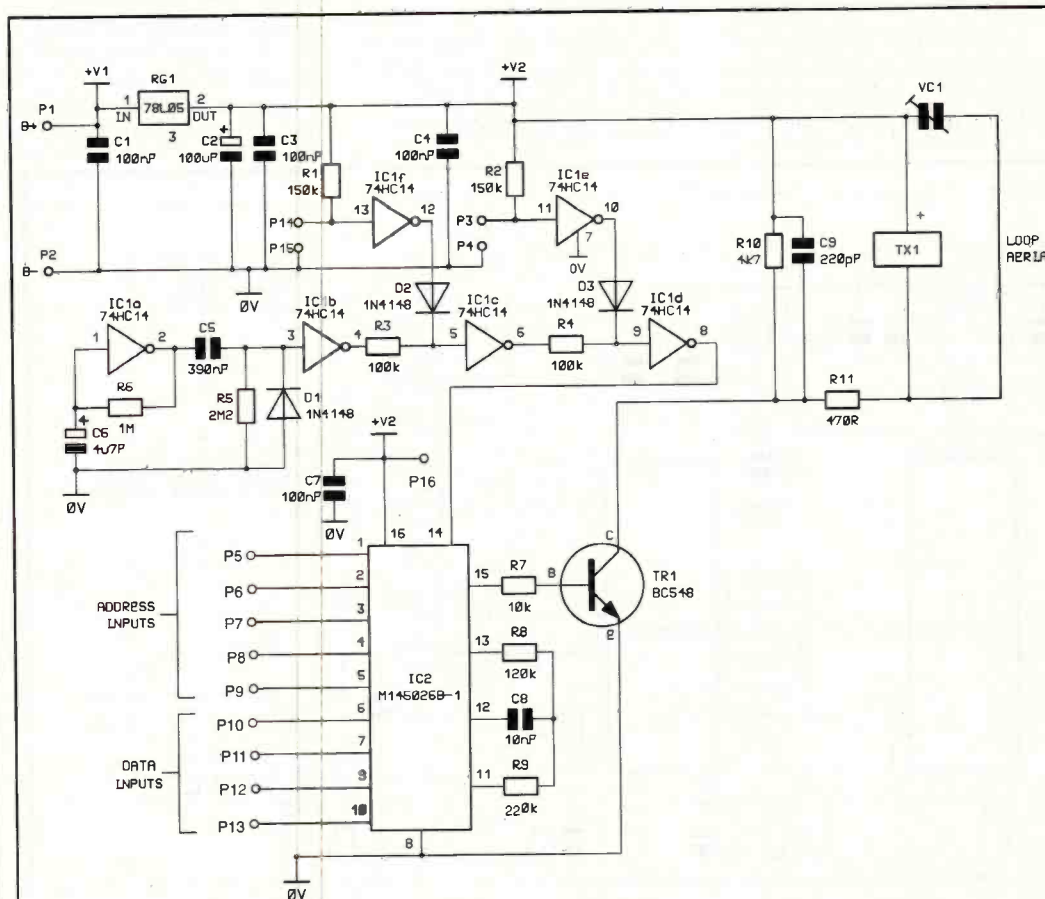 +V1
RG1
P1
1
IN
78L05
2
OUT
3
B+
C1
100nF
C2
100uF
+
C3
100nF
R1
150k
C4
100nF
+V2
R2
150k
VC1
IC1f
74HC14
P14
13
12
P15
IC1e
74HC14
P3
11
10
P4
7
0V
P2
B-
0V
R10
4k7
C9
220pF
+
TX1
LOOP
AERIAL
D2
1N4148
D3
1N4148
IC1a
74HC14
1
2
C5
390nF
IC1b
74HC14
3
4
R3
100k
IC1c
74HC14
5
6
R4
100k
IC1d
74HC14
9
8
R6
1M
R5
2M2
D1
1N4148
+
C6
4u7F
0V
R11
470R
+V2
C7
100nF
P16
0V
16
14
ADDRESS
INPUTS
P5
1
P6
2
P7
3
P8
4
P9
5
DATA
INPUTS
P10
6
P11
7
P12
9
P13
10
IC2
M145026B-1
15
R7
10k
B
C
E
TR1
BC548
13
R8
120k
12
C8
10nF
11
R9
220k
8
0V